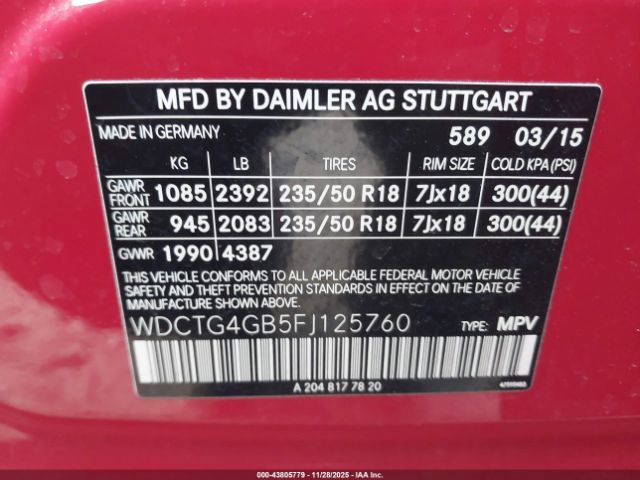 MFD BY DAIMLER AG STUTTGART
MADE IN GERMANY 589 03/15
KG LB TIRES RIM SIZE COLD KPA(PSI)
GAWR FRONT 1085 2392 235/50 R18 7Jx18 300(44)
GAWR REAR 945 2083 235/50 R18 7Jx18 300(44)
GVWR 1990 4387
THIS VEHICLE CONFORMS TO ALL APPLICABLE FEDERAL MOTOR VEHICLE
SAFETY AND THEFT PREVENTION STANDARDS IN EFFECT ON THE DATE OF
MANUFACTURE SHOWN ABOVE.
WDCTG4GB5FJ125760 TYPE: MPV
A 204 817 78 20
000-43805779 - 11/28/2025 - IAAI.com